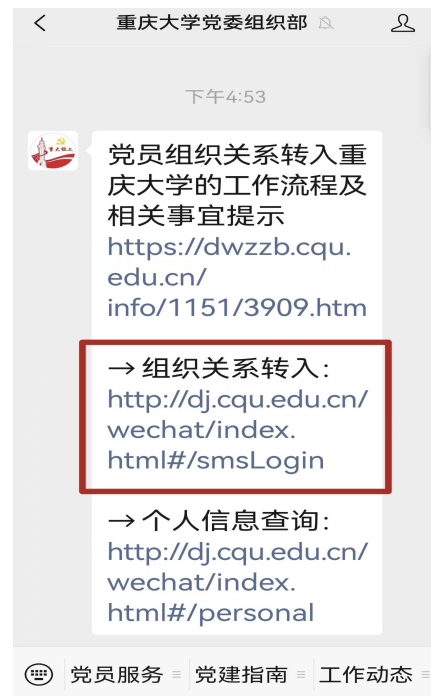 重庆大学党委组织部
下午4:53
党员组织关系转入重
庆大学的工作流程及
相关事宜提示
https://dwzzb.cqu.
edu.cn/
info/1151/3909.htm
→组织关系转入:
http://dj.cqu.edu.cn/
wechat/index.
html#/smsLogin
→个人信息查询:
http://dj.cqu.edu.cn/
wechat/index.
html#/personal
党员服务 党建指南 工作动态